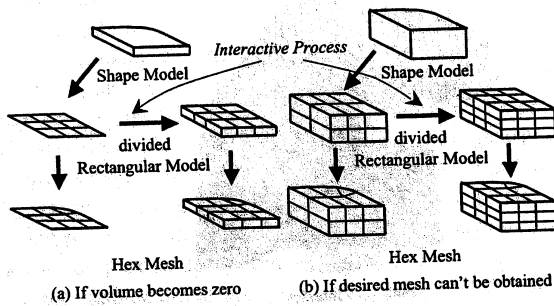 Interactive Process
Shape Model
Shape Model
divided
Rectangular Model
divided
Rectangular Model
Hex Mesh
Hex Mesh
(a) If volume becomes zero
(b) If desired mesh can't be obtained